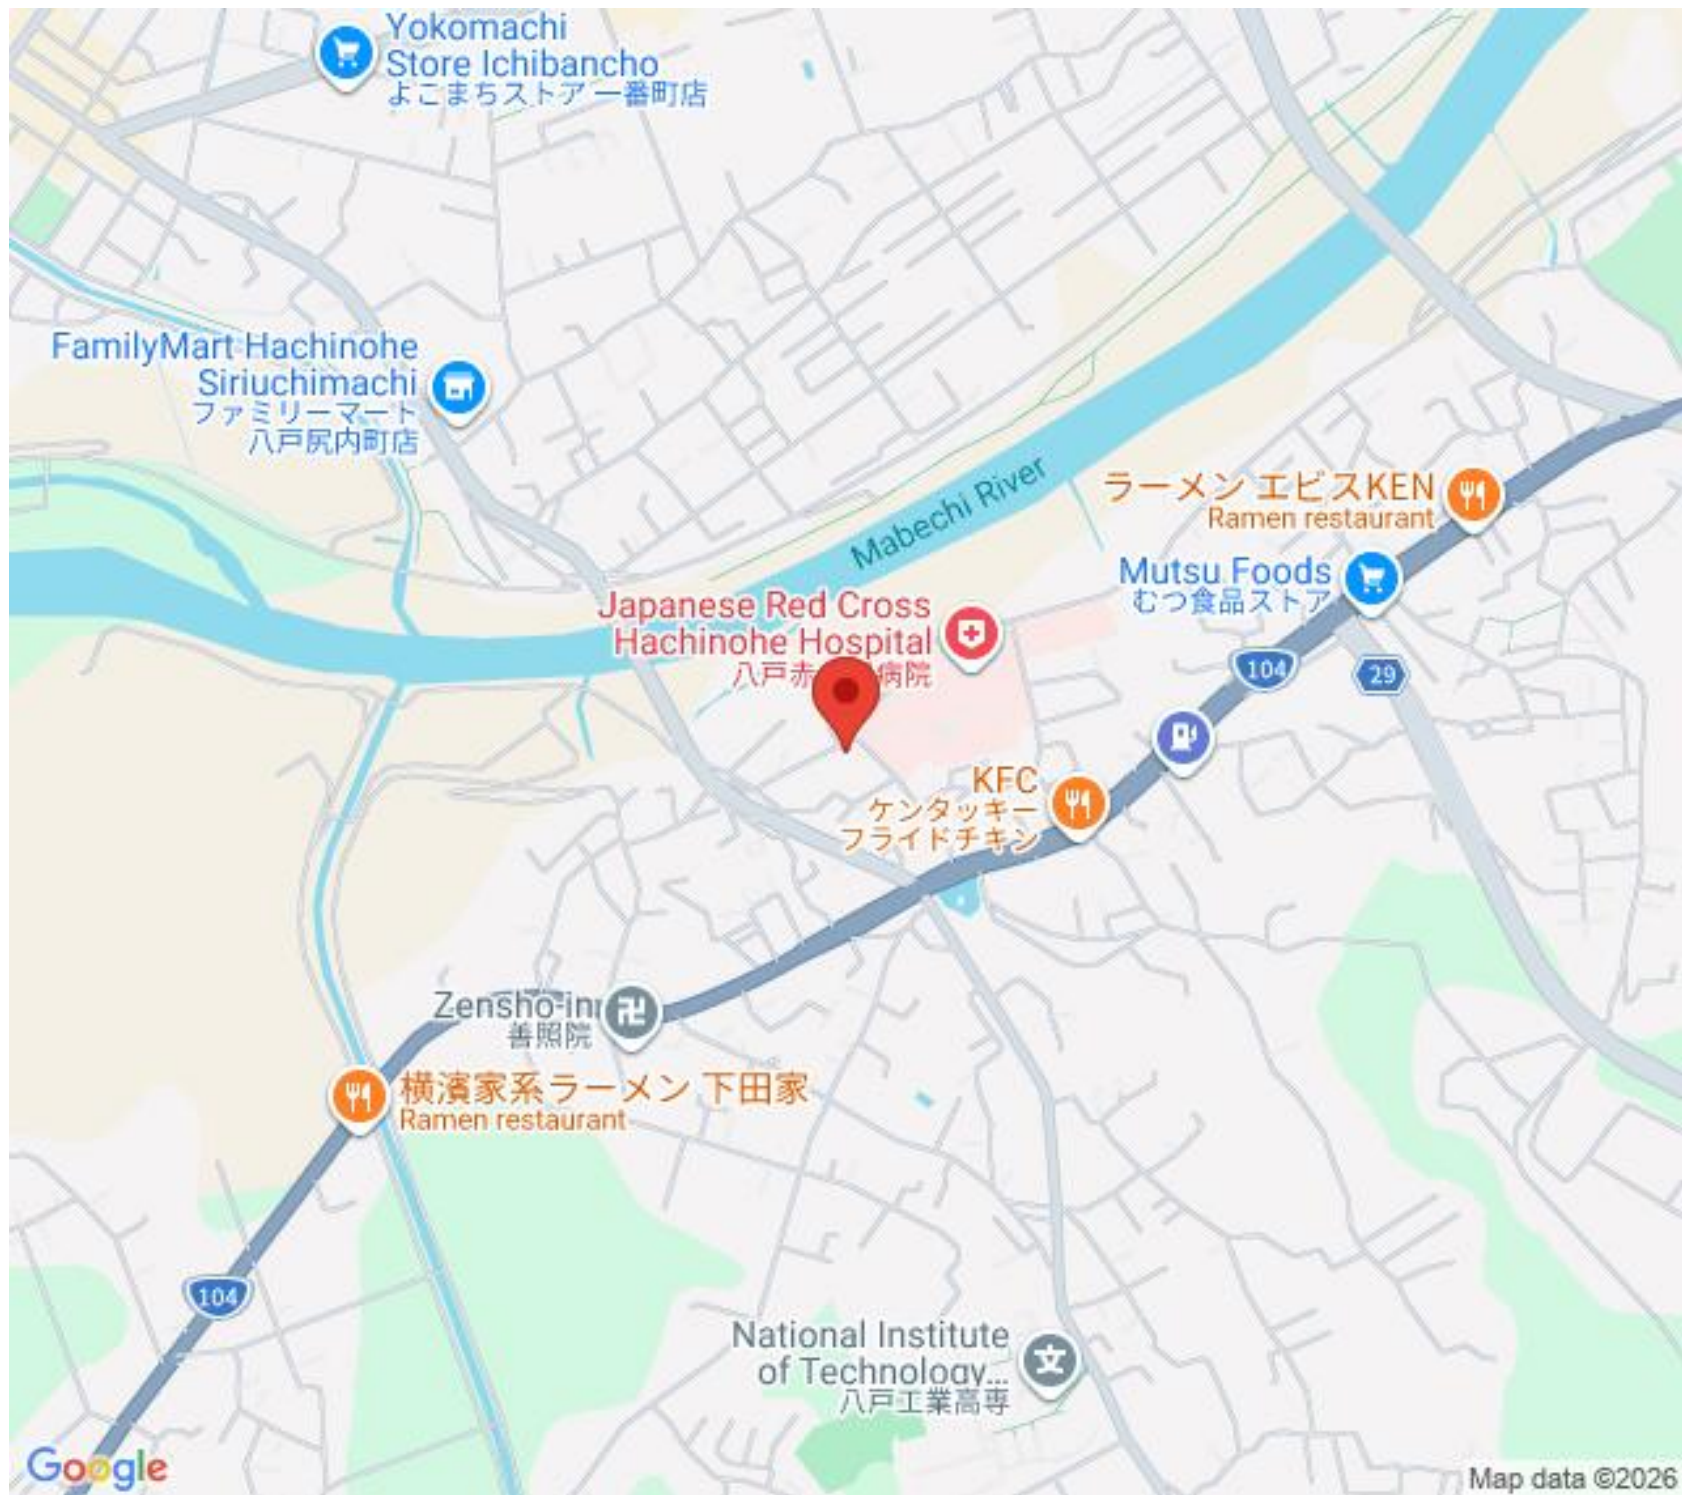 Yokomachi
Store Ichibancho
よこまちストア 一番町店
FamilyMart Hachinohe
Siriuchimachi
ファミリーマート
八戸尻内町店
Mabechi River
ラーメン エビスKEN
Ramen restaurant
Mutsu Foods
むつ食品ストア
Japanese Red Cross
Hachinohe Hospital
八戸赤 病院
104
29
KFC
ケンタッキー
フライドチキン
Zensho-in
卍
善照院
横濱家系ラーメン 下田家
Ramen restaurant
104
National Institute
of Technology...
文
八戸工業高専
Google
Map data ©2026